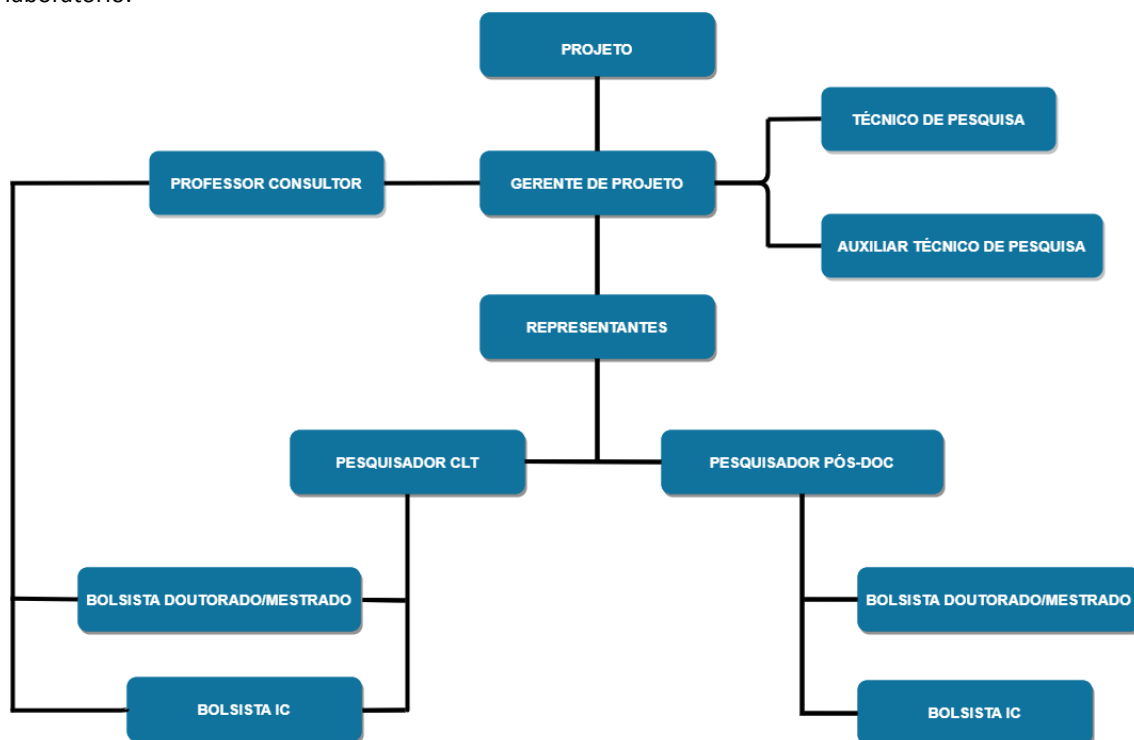 laboratório.
PROJETO
TÉCNICO DE PESQUISA
PROFESSOR CONSULTOR
GERENTE DE PROJETO
AUXILIAR TÉCNICO DE PESQUISA
REPRESENTANTES
PESQUISADOR CLT
PESQUISADOR PÓS-DOC
BOLSISTA DOUTORADO/MESTRADO
BOLSISTA DOUTORADO/MESTRADO
BOLSISTA IC
BOLSISTA IC